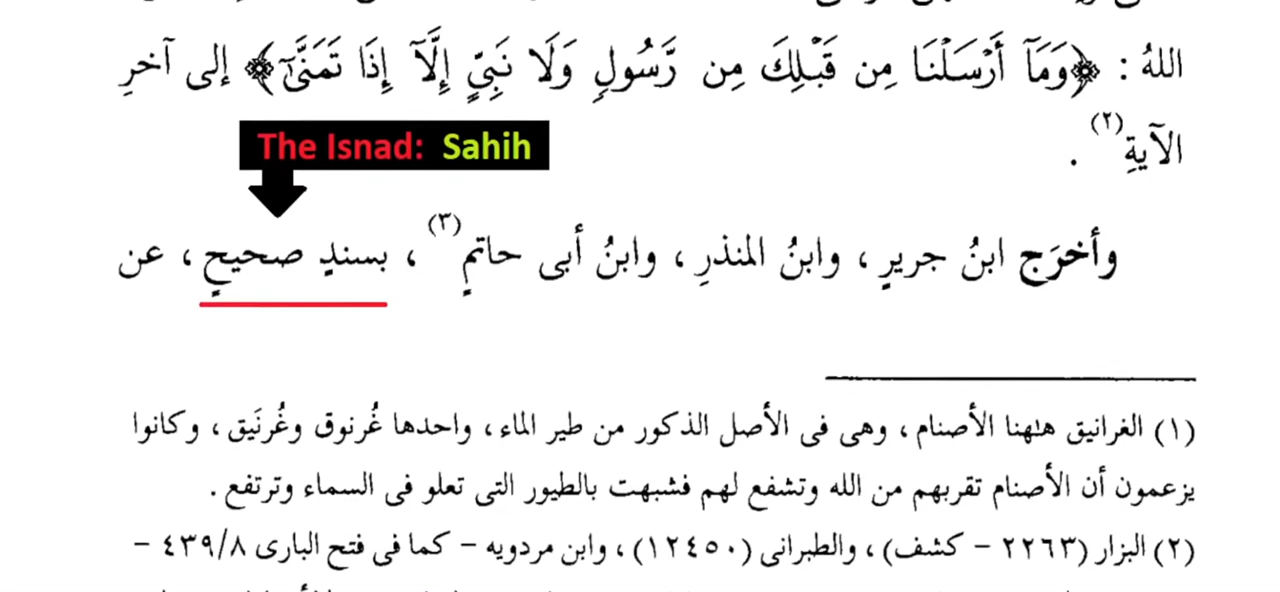 اللهُ : ﴿وَمَآ أَرْسَلْنَا مِن قَبْلِكَ مِن رَّسُولٍ وَلَا نَبِيٍّ إِلَّآ إِذَا تَمَنَّىٰٓ﴾ إلى آخرِ
الآيةِ(٢) .
The Isnad: Sahih
وأخرَج ابنُ جريرٍ ، وابنُ المنذرِ ، وابنُ أبى حاتمٍ(٣) ، بسندٍ صحيحٍ ، عن
(١) الغرانيق هٰهنا الأصنام ، وهى فى الأصل الذكور من طير الماء ، واحدها غُرنوق وغُرنَيق ، وكانوا
يزعمون أن الأصنام تقربهم من الله وتشفع لهم فشبهت بالطيور التى تعلو فى السماء وترتفع .
(٢) البزار (٢٢٦٣ - كشف) ، والطبرانى (١٢٤٥٠) ، وابن مردويه - كما فى فتح البارى ٤٣٩/٨ -